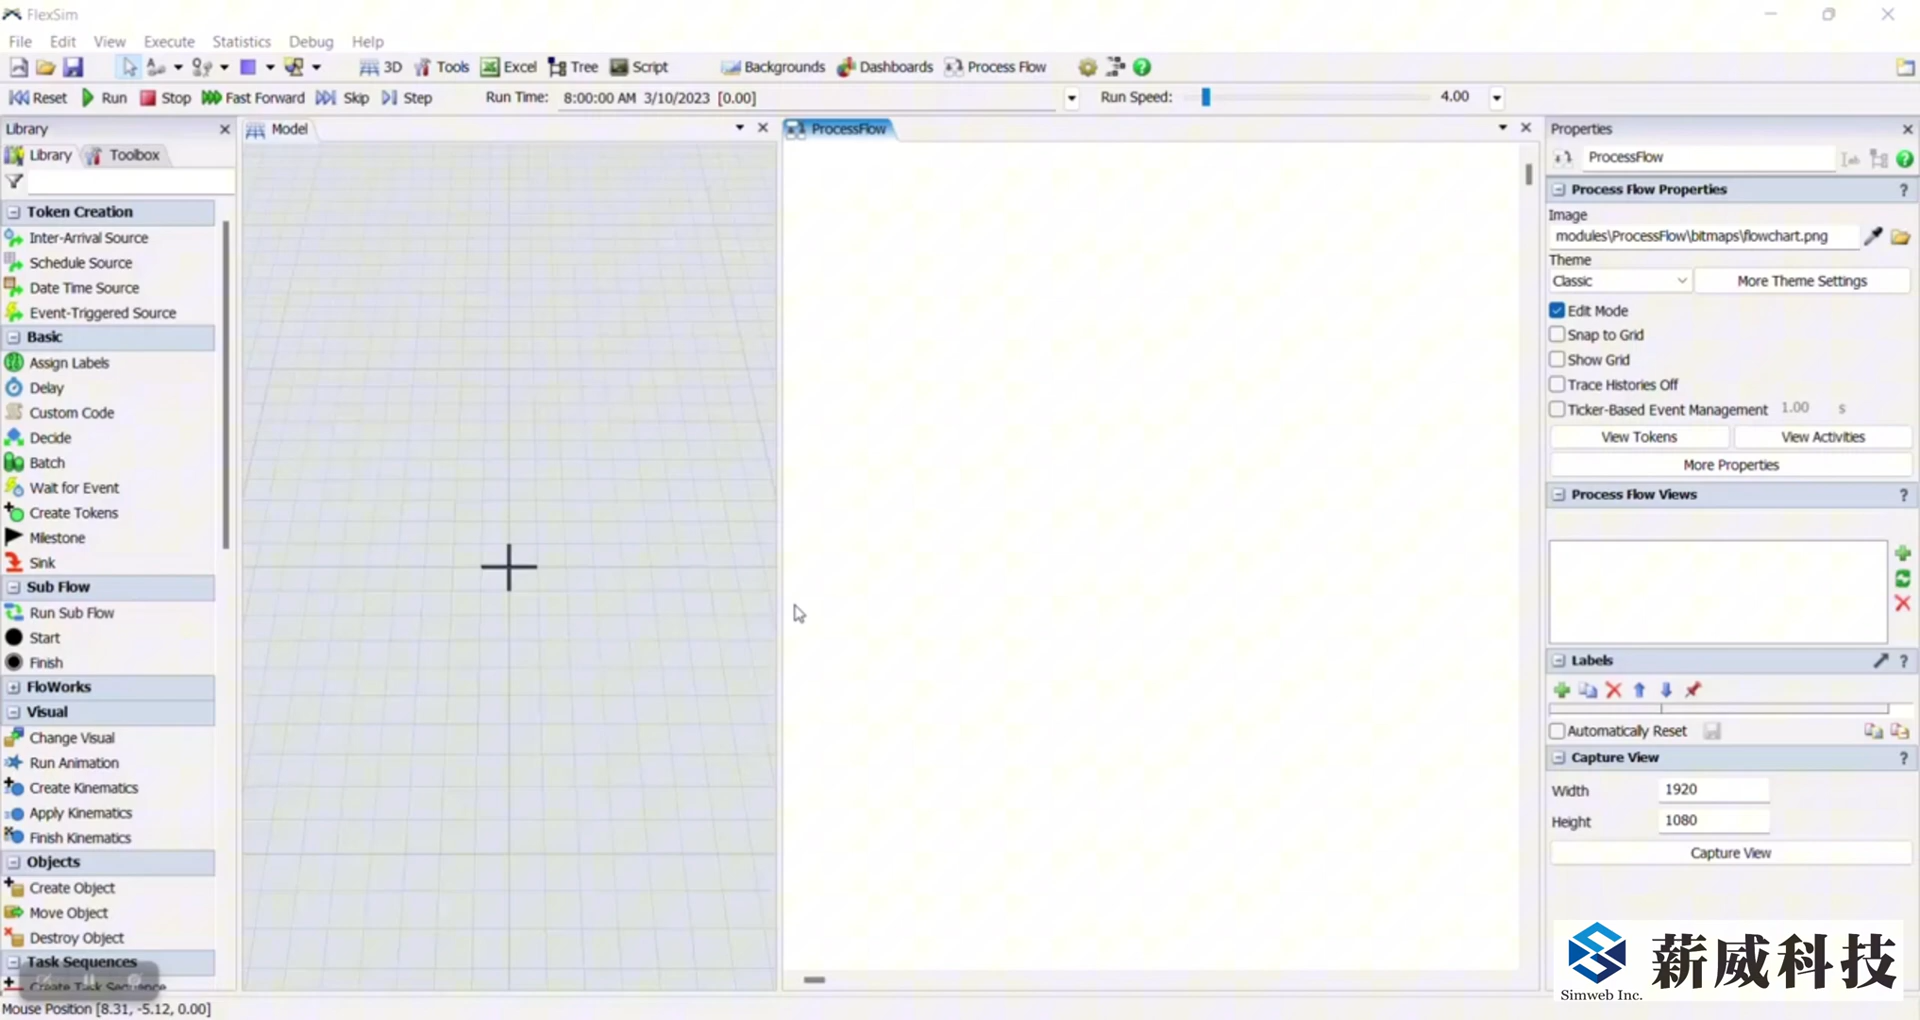 FlexSim
File Edit View Execute Statistics Debug Help
3D Tools Excel Tree Script Backgrounds Dashboards Process Flow
Reset Run Stop Fast Forward Skip Step Run Time: 8:00:00 AM 3/10/2023 [0.00] Run Speed: 4.00
Library
Library Toolbox
Token Creation
Inter-Arrival Source
Schedule Source
Date Time Source
Event-Triggered Source
Basic
Assign Labels
Delay
Custom Code
Decide
Batch
Wait for Event
Create Tokens
Milestone
Sink
Sub Flow
Run Sub Flow
Start
Finish
FloWorks
Visual
Change Visual
Run Animation
Create Kinematics
Apply Kinematics
Finish Kinematics
Objects
Create Object
Move Object
Destroy Object
Task Sequences
Create Task Sequence
Mouse Position [8.31, -5.12, 0.00]
Model
ProcessFlow
Properties
ProcessFlow
Process Flow Properties ?
Image
modules\ProcessFlow\bitmaps\flowchart.png
Theme
Classic More Theme Settings
Edit Mode
Snap to Grid
Show Grid
Trace Histories Off
Ticker-Based Event Management 1.00 s
View Tokens View Activities
More Properties
Process Flow Views ?
Labels ?
Automatically Reset
Capture View ?
Width 1920
Height 1080
Capture View
薪威科技
Simweb Inc.